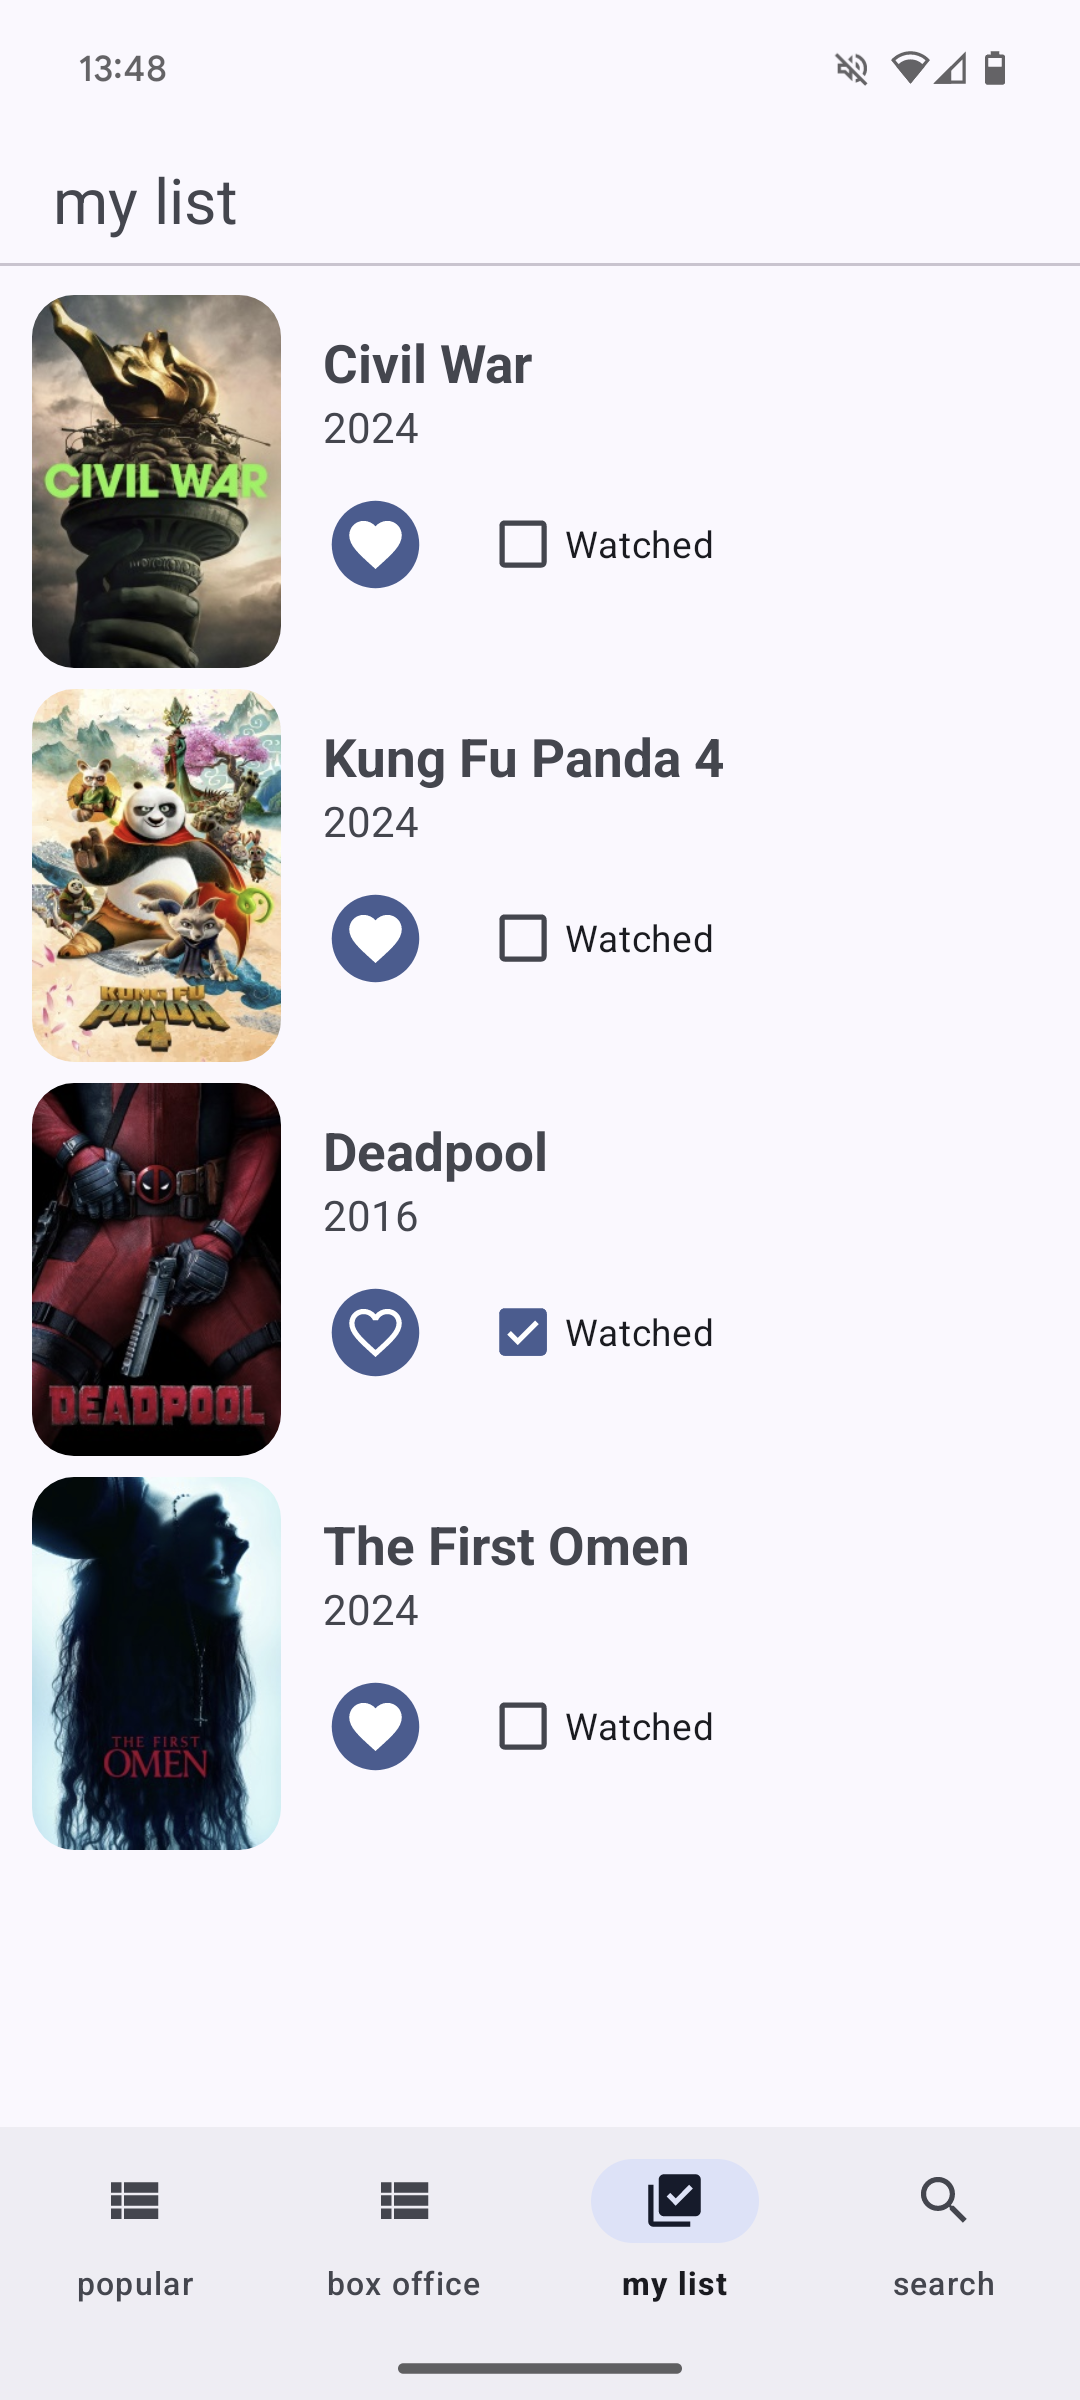 13:48
my list
CIVIL WAR
Civil War
2024
Watched
KUNG FU
PANDA
4
Kung Fu Panda 4
2024
Watched
DEADPOOL
Deadpool
2016
Watched
THE FIRST
OMEN
The First Omen
2024
Watched
popular
box office
my list
search